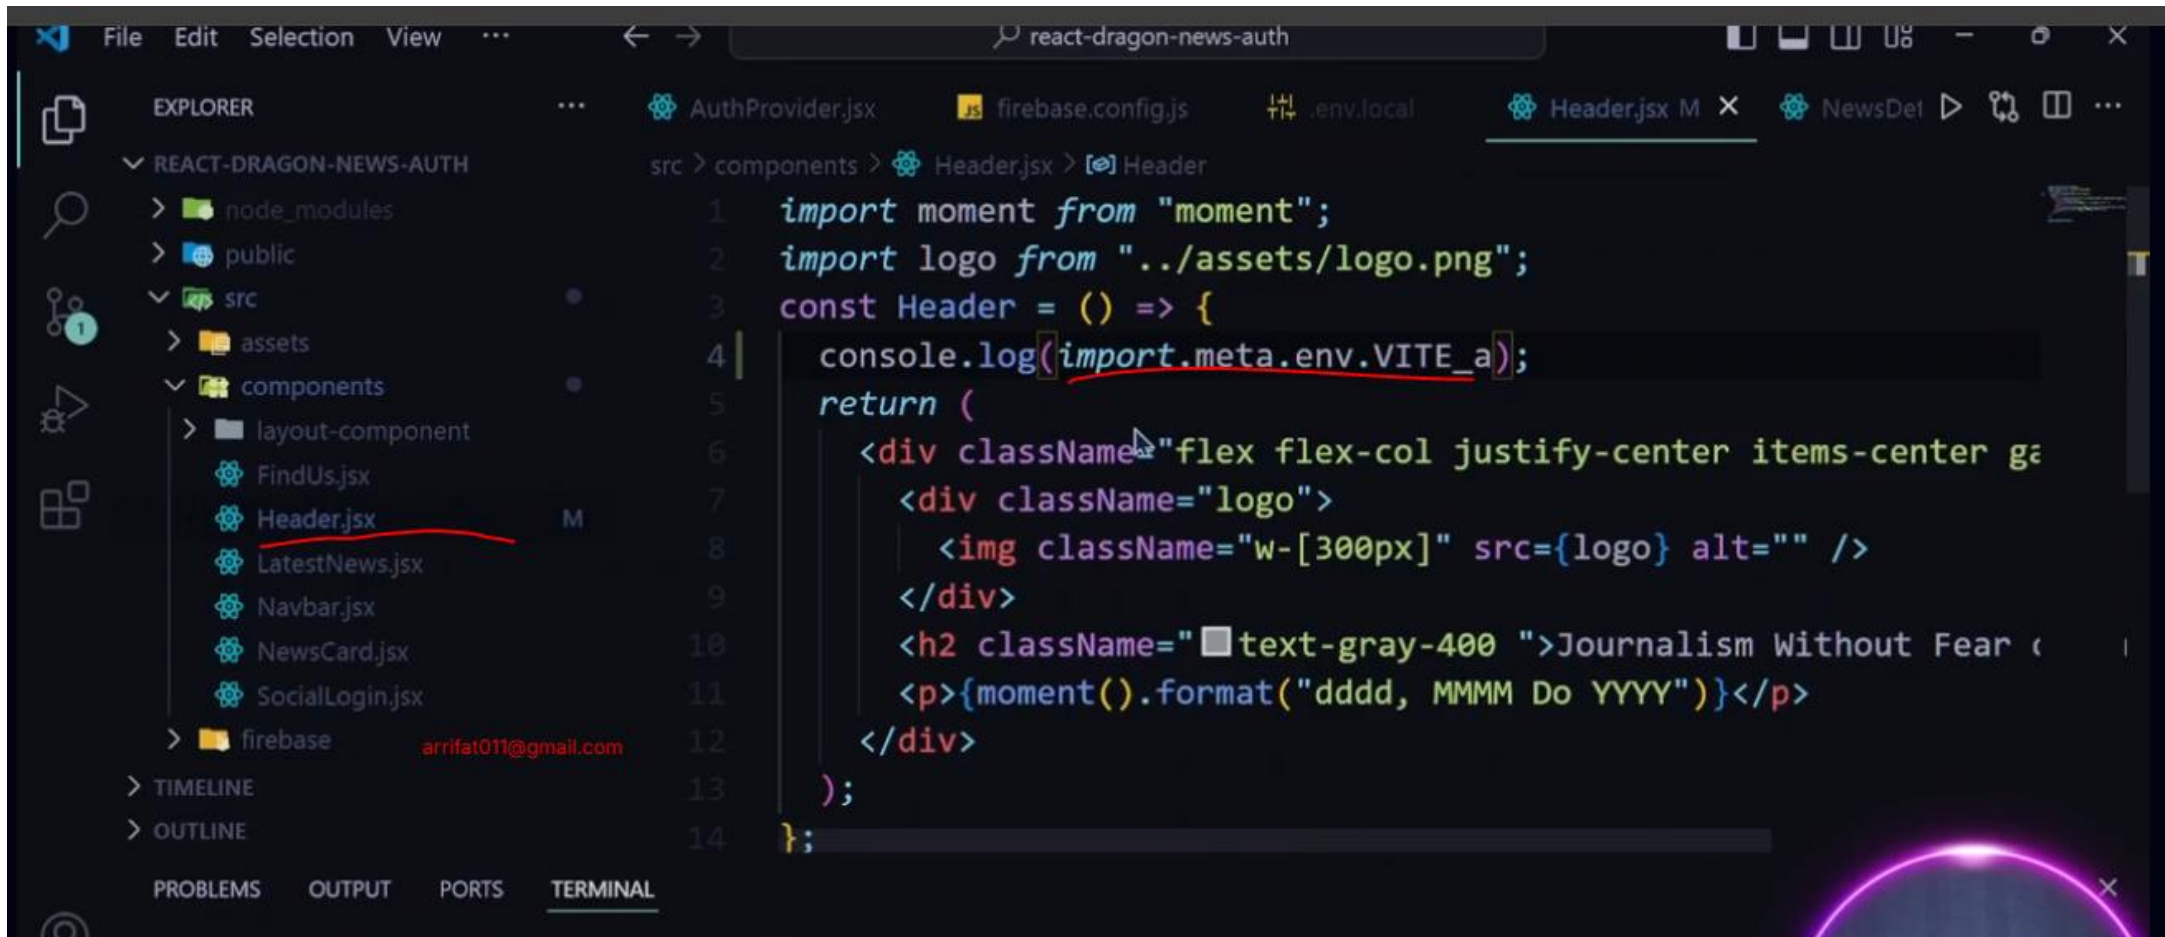 File Edit Selection View ··· react-dragon-news-auth
EXPLORER ···
REACT-DRAGON-NEWS-AUTH
node_modules
public
src
assets
components
layout-component
FindUs.jsx
Header.jsx M
LatestNews.jsx
Navbar.jsx
NewsCard.jsx
SocialLogin.jsx
firebase
arrifat011@gmail.com
TIMELINE
OUTLINE
1
AuthProvider.jsx JS firebase.config.js .env.local Header.jsx M NewsDet
src > components > Header.jsx > Header
1 import moment from "moment";
2 import logo from "../assets/logo.png";
3 const Header = () => {
4 console.log(import.meta.env.VITE_a);
5 return (
6 <div className="flex flex-col justify-center items-center ga
7 <div className="logo">
8 <img className="w-[300px]" src={logo} alt="" />
9 </div>
10 <h2 className="text-gray-400 ">Journalism Without Fear
11 <p>{moment().format("dddd, MMMM Do YYYY")}</p>
12 </div>
13 );
14 };
PROBLEMS OUTPUT PORTS TERMINAL